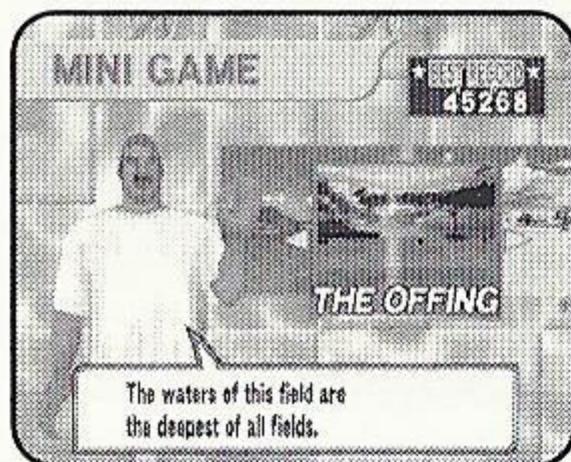 MINI GAME
★ BEST RECORD ★
45268
THE OFFING
The waters of this field are
the deepest of all fields.